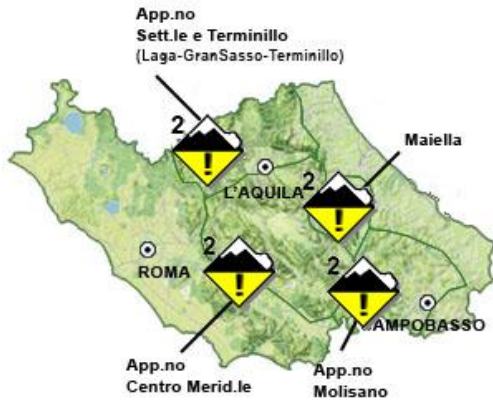 App.no
Sett.le e Terminillo
(Laga-GranSasso-Terminillo)
2
!
Maiella
L'AQUILA
2
!
ROMA
2
!
2
!
CAMPOBASSO
App.no
Centro Merid.le
App.no
Molisano